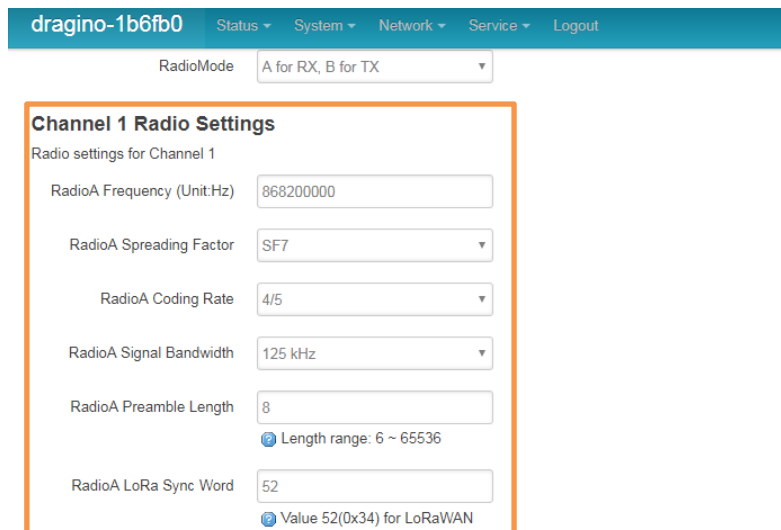 dragino-1b6fb0 Status System Network Service Logout
RadioMode A for RX, B for TX
Channel 1 Radio Settings
Radio settings for Channel 1
RadioA Frequency (Unit:Hz) 868200000
RadioA Spreading Factor SF7
RadioA Coding Rate 4/5
RadioA Signal Bandwidth 125 kHz
RadioA Preamble Length 8
Length range: 6 ~ 65536
RadioA LoRa Sync Word 52
Value 52(0x34) for LoRaWAN